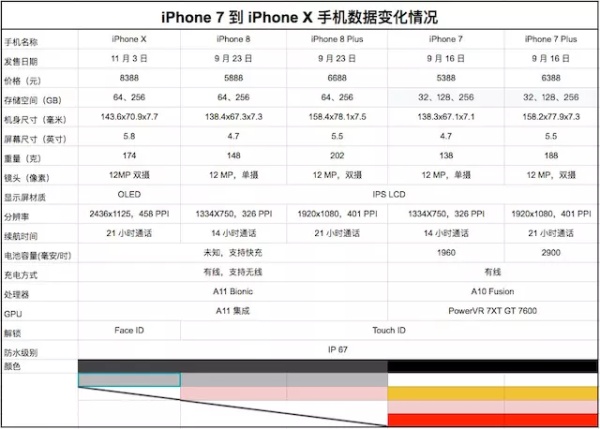 iPhone 7 到 iPhone X 手机数据变化情况
手机名称 iPhone X iPhone 8 iPhone 8 Plus iPhone 7 iPhone 7 Plus
发售日期 11 月 3 日 9 月 23 日 9 月 23 日 9 月 16 日 9 月 16 日
价格（元） 8388 5888 6688 5388 6388
存储空间（GB） 64、256 64、256 64、256 32、128、256 32、128、256
机身尺寸（毫米） 143.6x70.9x7.7 138.4x67.3x7.3 158.4x78.1x7.5 138.3x67.1x7.1 158.2x77.9x7.3
屏幕尺寸（英寸） 5.8 4.7 5.5 4.7 5.5
重量（克） 174 148 202 138 188
镜头（像素） 12MP 双摄 12 MP，单摄 12 MP，双摄 12 MP，单摄 12 MP，双摄
显示屏材质 OLED IPS LCD
分辨率 2436x1125，458 PPI 1334X750，326 PPI 1920x1080，401 PPI 1334X750，326 PPI 1920x1080，401 PPI
续航时间 21 小时通话 14 小时通话 21 小时通话 14 小时通话 21 小时通话
电池容量(毫安/时) 未知，支持快充 1960 2900
充电方式 有线，支持无线 有线
处理器 A11 Bionic A10 Fusion
GPU A11 集成 PowerVR 7XT GT 7600
解锁 Face ID Touch ID
防水级别 IP 67
颜色